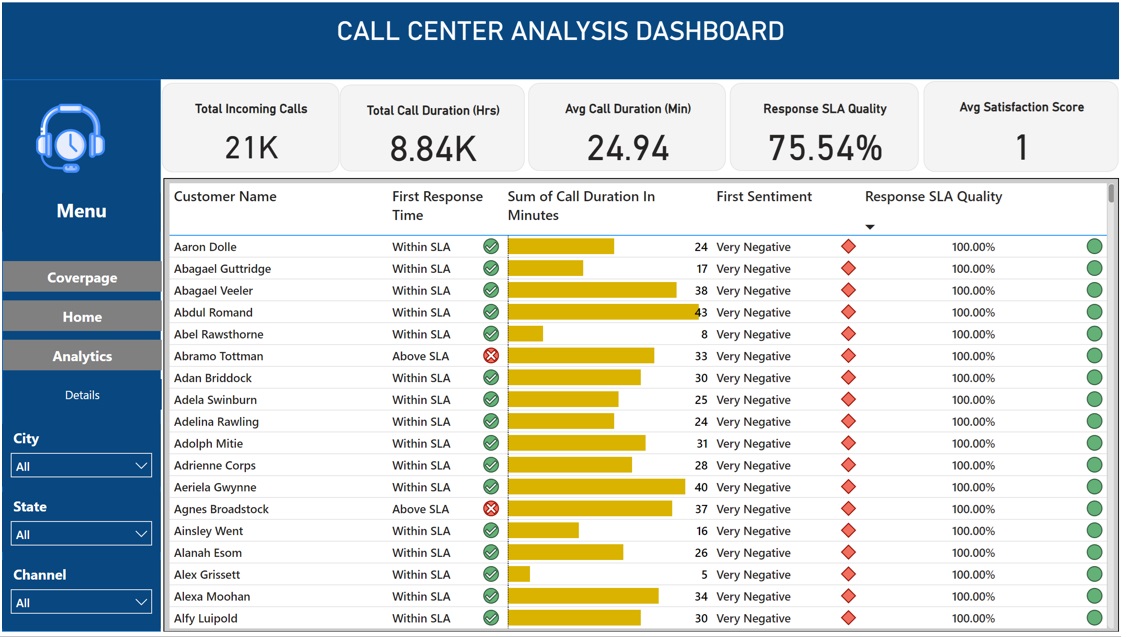 CALL CENTER ANALYSIS DASHBOARD
Total Incoming Calls
21K
Total Call Duration (Hrs)
8.84K
Avg Call Duration (Min)
24.94
Response SLA Quality
75.54%
Avg Satisfaction Score
1
Menu
Coverpage
Home
Analytics
Details
City
All
State
All
Channel
All
Customer Name First Response Time Sum of Call Duration In Minutes First Sentiment Response SLA Quality
Aaron Dolle Within SLA 24 Very Negative 100.00%
Abagael Guttridge Within SLA 17 Very Negative 100.00%
Abagael Veeler Within SLA 38 Very Negative 100.00%
Abdul Romand Within SLA 43 Very Negative 100.00%
Abel Rawsthorne Within SLA 8 Very Negative 100.00%
Abramo Tottman Above SLA 33 Very Negative 100.00%
Adan Briddock Within SLA 30 Very Negative 100.00%
Adela Swinburn Within SLA 25 Very Negative 100.00%
Adelina Rawling Within SLA 24 Very Negative 100.00%
Adolph Mitie Within SLA 31 Very Negative 100.00%
Adrienne Corps Within SLA 28 Very Negative 100.00%
Aeriela Gwynne Within SLA 40 Very Negative 100.00%
Agnes Broadstock Above SLA 37 Very Negative 100.00%
Ainsley Went Within SLA 16 Very Negative 100.00%
Alanah Esom Within SLA 26 Very Negative 100.00%
Alex Grissett Within SLA 5 Very Negative 100.00%
Alexa Moohan Within SLA 34 Very Negative 100.00%
Alfy Luipold Within SLA 30 Very Negative 100.00%